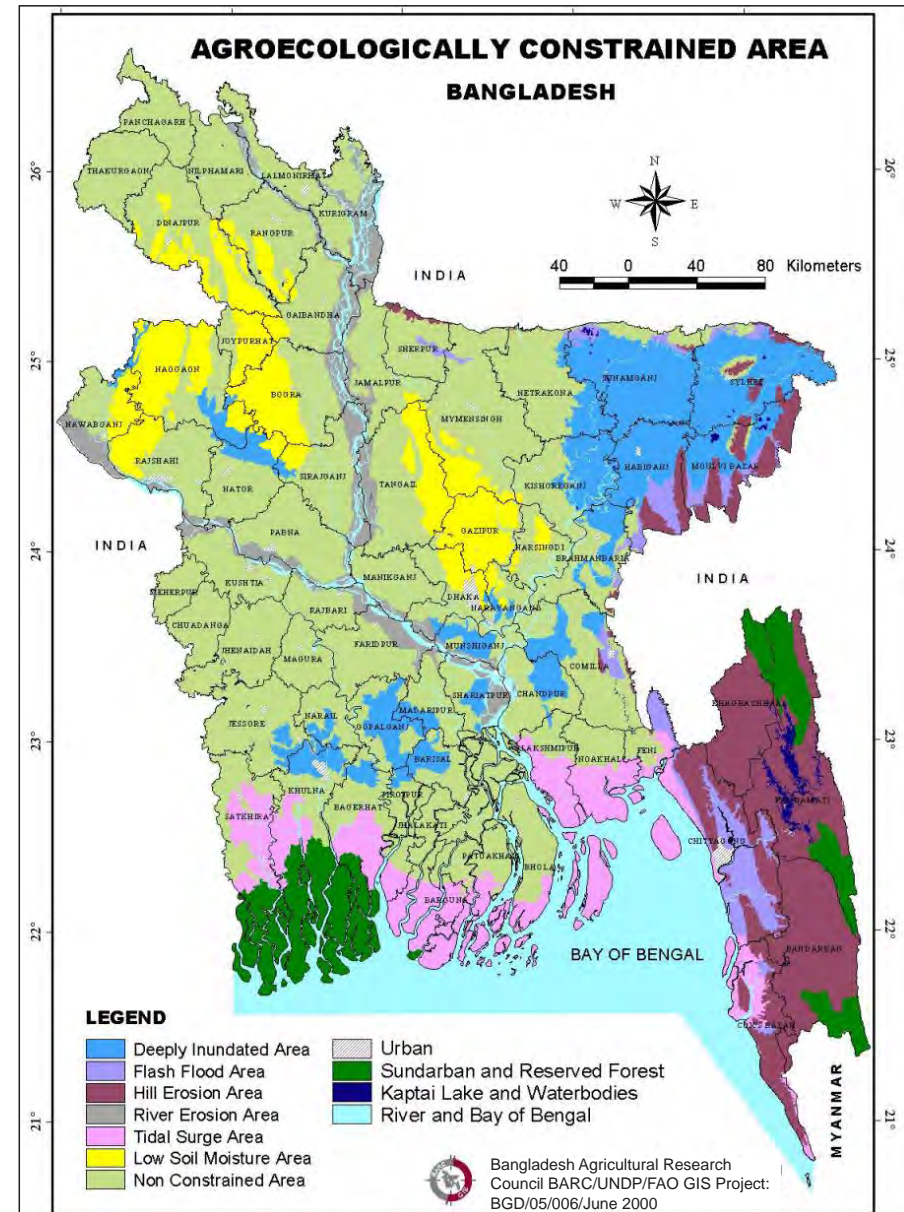 AGROECOLOGICALLY CONSTRAINED AREA
BANGLADESH
26°
26°
N
W E
S
40 0 40 80 Kilometers
PANCHAGARH
THAKURGAON
NILPHAMARI
LALMONIRHAT
KURIGRAM
DINAJPUR
RANGPUR
INDIA
GAIBANDHA
25°
25°
JOYPURHAT
SHERPUR
NAOGAON
BOGRA
JAMALPUR
NETRAKONA
SUNAMGANJ
SYLHET
NAWABGANJ
MYMENSINGH
RAJSHAHI
SIRAJGANJ
TANGAIL
KISHOREGANJ
HABIGANJ
MOULVI BAZAR
NATOR
PABNA
GAZIPUR
NARSINGDI
INDIA
24°
24°
BRAHMANBARIA
MEHERPUR
KUSHTIA
MANIKGANJ
DHAKA
INDIA
CHUADANGA
RAJBARI
NARAYANGANJ
JHENAIDAH
MAGURA
FARIDPUR
MUNSHIGANJ
COMILLA
SHARIATPUR
CHANDPUR
MADARIPUR
JESSORE
NARAIL
GOPALGANJ
23°
23°
BARISAL
LAKSHMIPUR
NOAKHALI
FENI
KHULNA
SATKHIRA
BAGERHAT
PIROJPUR
JHALAKATI
CHITTAGONG
PATUAKHALI
BHOLA
BARGUNA
22°
22°
BAY OF BENGAL
BANDARBAN
COX'S BAZAR
21°
21°
MYANMAR
LEGEND
Deeply Inundated Area
Flash Flood Area
Hill Erosion Area
River Erosion Area
Tidal Surge Area
Low Soil Moisture Area
Non Constrained Area
Urban
Sundarban and Reserved Forest
Kaptai Lake and Waterbodies
River and Bay of Bengal
Bangladesh Agricultural Research
Council BARC/UNDP/FAO GIS Project:
BGD/05/006/June 2000